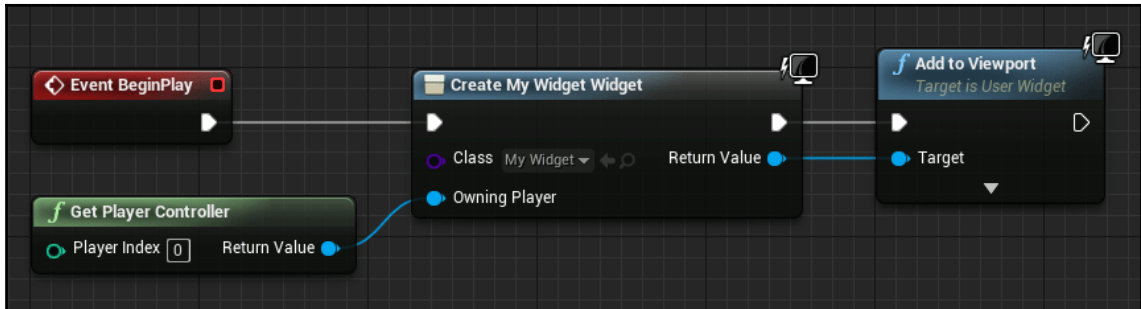 Event BeginPlay
Create My Widget Widget
Class My Widget Return Value
Owning Player
Add to Viewport
Target is User Widget
Target
Get Player Controller
Player Index 0 Return Value